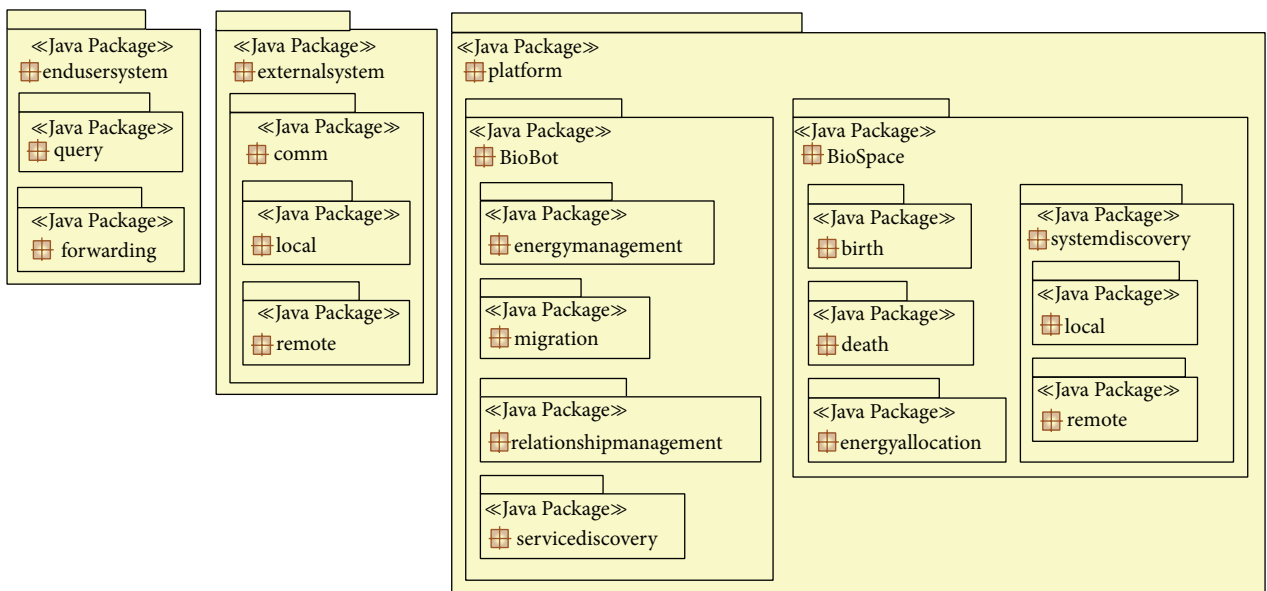 ≪Java Package≫
endusersystem
≪Java Package≫
query
≪Java Package≫
forwarding
≪Java Package≫
externalsystem
≪Java Package≫
comm
≪Java Package≫
local
≪Java Package≫
remote
≪Java Package≫
platform
≪Java Package≫
BioBot
≪Java Package≫
energymanagement
≪Java Package≫
migration
≪Java Package≫
relationshipmanagement
≪Java Package≫
servicediscovery
≪Java Package≫
BioSpace
≪Java Package≫
birth
≪Java Package≫
death
≪Java Package≫
energyallocation
≪Java Package≫
systemdiscovery
≪Java Package≫
local
≪Java Package≫
remote